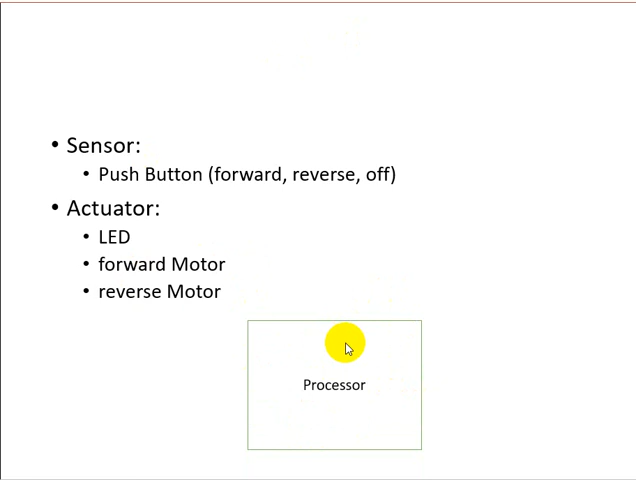 • Sensor:
• Push Button (forward, reverse, off)
• Actuator:
• LED
• forward Motor
• reverse Motor
Processor